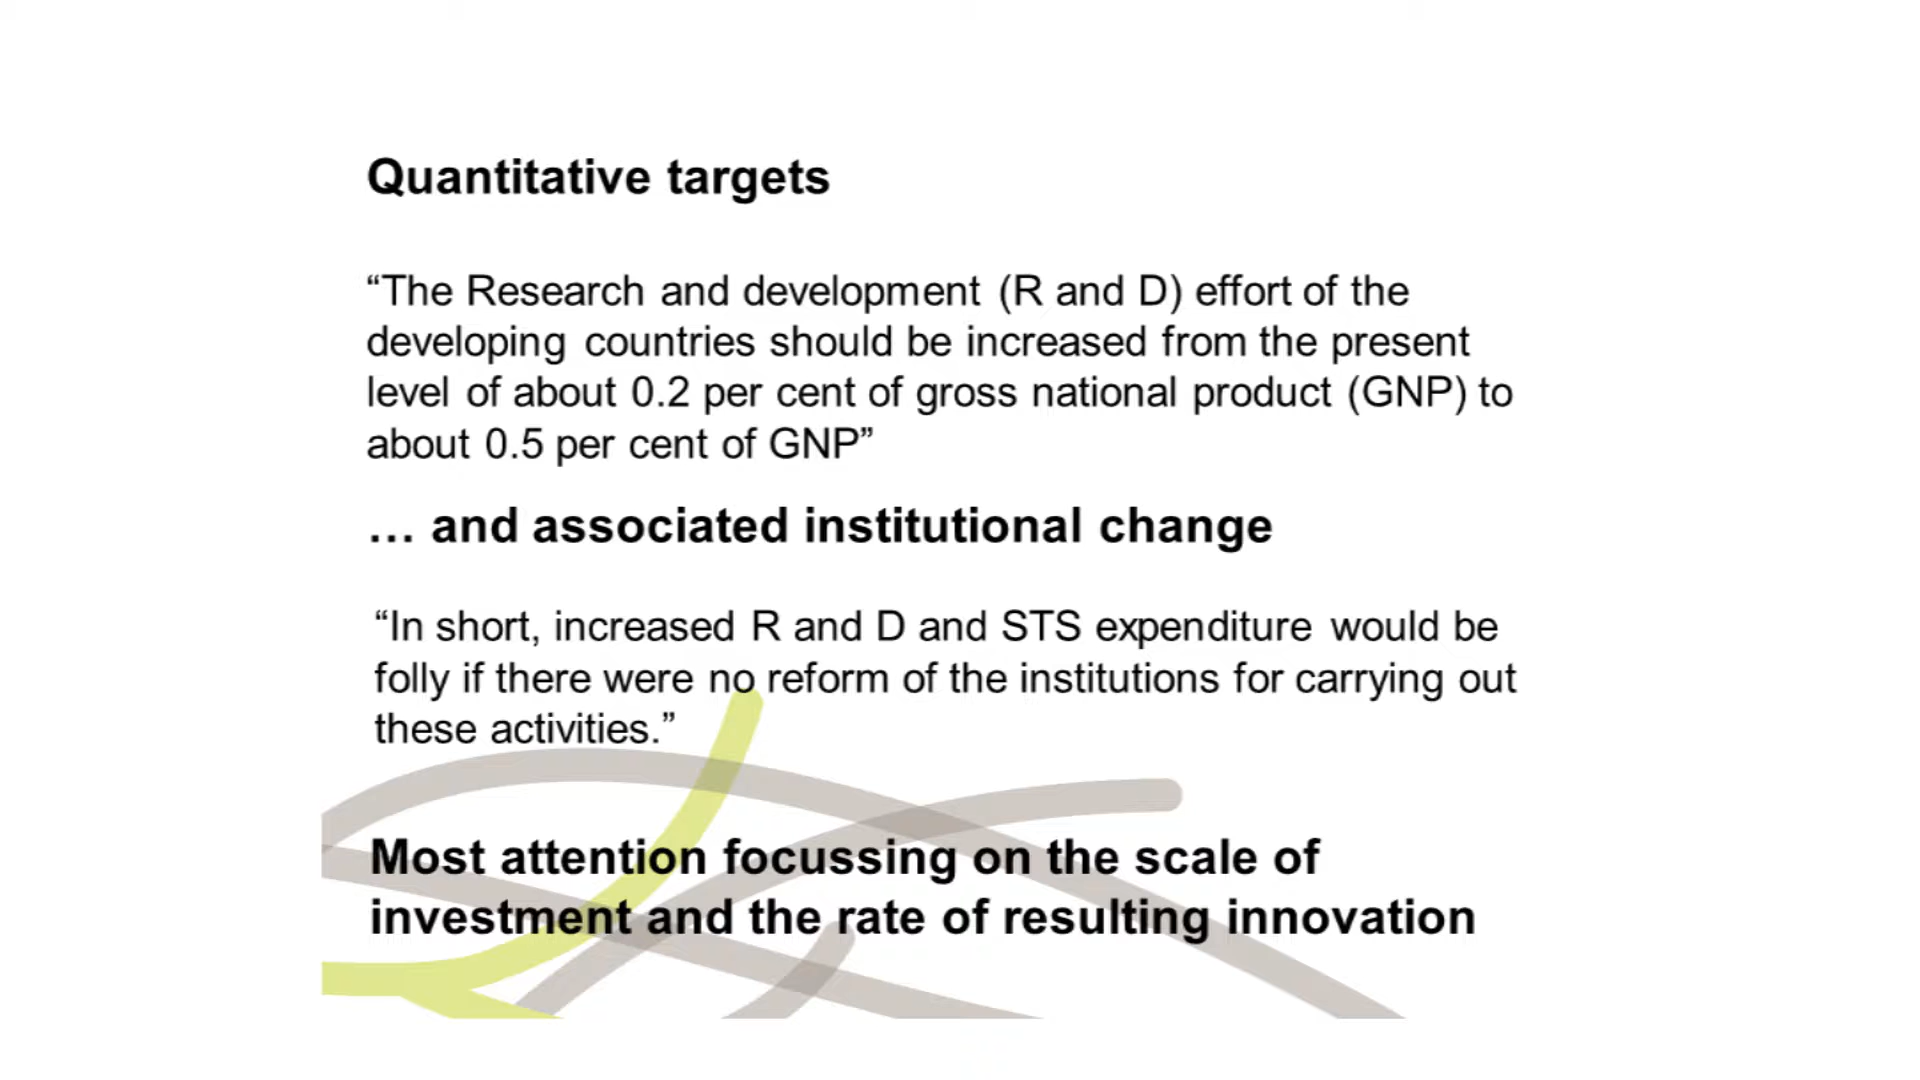 Quantitative targets
“The Research and development (R and D) effort of the
developing countries should be increased from the present
level of about 0.2 per cent of gross national product (GNP) to
about 0.5 per cent of GNP”
… and associated institutional change
“In short, increased R and D and STS expenditure would be
folly if there were no reform of the institutions for carrying out
these activities.”
Most attention focussing on the scale of
investment and the rate of resulting innovation